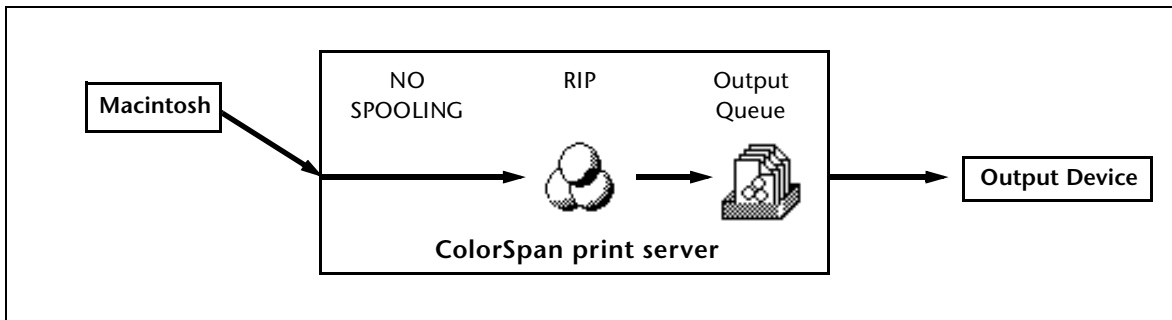 NO
SPOOLING
RIP
Output
Queue
Macintosh
Output Device
ColorSpan print server